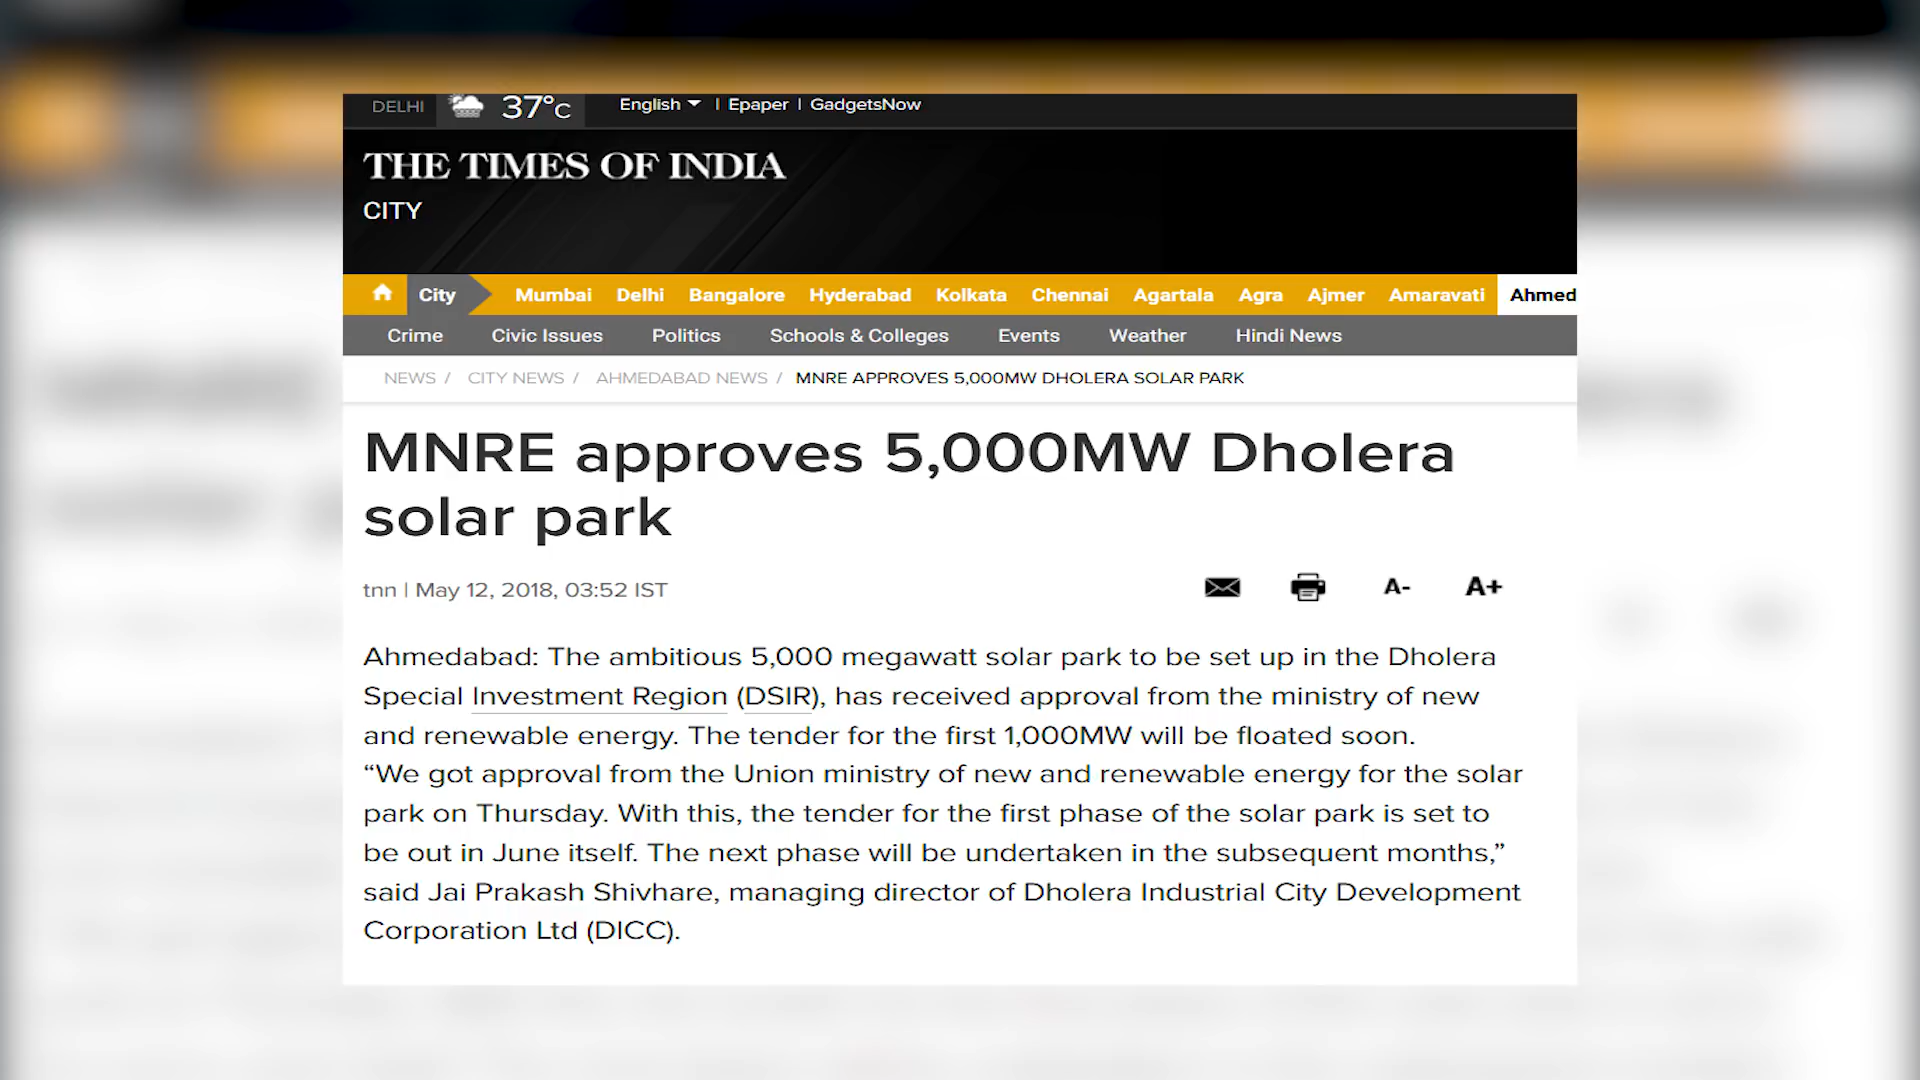 DELHI 37°C English | Epaper | GadgetsNow
THE TIMES OF INDIA
CITY
City Mumbai Delhi Bangalore Hyderabad Kolkata Chennai Agartala Agra Ajmer Amaravati Ahmed
Crime Civic Issues Politics Schools & Colleges Events Weather Hindi News
NEWS / CITY NEWS / AHMEDABAD NEWS / MNRE APPROVES 5,000MW DHOLERA SOLAR PARK
MNRE approves 5,000MW Dholera
solar park
tnn | May 12, 2018, 03:52 IST A- A+
Ahmedabad: The ambitious 5,000 megawatt solar park to be set up in the Dholera
Special Investment Region (DSIR), has received approval from the ministry of new
and renewable energy. The tender for the first 1,000MW will be floated soon.
“We got approval from the Union ministry of new and renewable energy for the solar
park on Thursday. With this, the tender for the first phase of the solar park is set to
be out in June itself. The next phase will be undertaken in the subsequent months,”
said Jai Prakash Shivhare, managing director of Dholera Industrial City Development
Corporation Ltd (DICC).